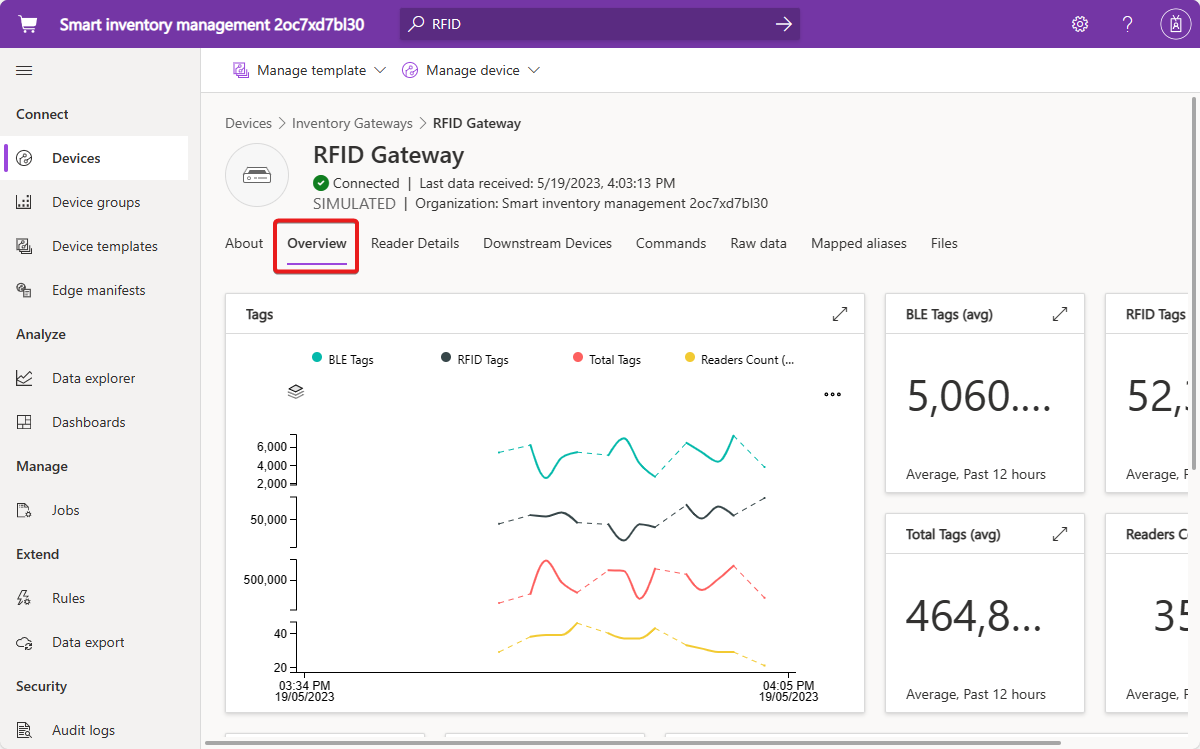 Smart inventory management 2oc7xd7bl30
RFID
Connect
Devices
Device groups
Device templates
Edge manifests
Analyze
Data explorer
Dashboards
Manage
Jobs
Extend
Rules
Data export
Security
Audit logs
Manage template
Manage device
Devices > Inventory Gateways > RFID Gateway
RFID Gateway
Connected | Last data received: 5/19/2023, 4:03:13 PM
SIMULATED | Organization: Smart inventory management 2oc7xd7bl30
About Overview Reader Details Downstream Devices Commands Raw data Mapped aliases Files
Tags
BLE Tags RFID Tags Total Tags Readers Count (...
6,000
4,000
2,000
50,000
500,000
40
20
03:34 PM
19/05/2023
04:05 PM
19/05/2023
BLE Tags (avg)
5,060....
Average, Past 12 hours
RFID Tags
52,
Average,
Total Tags (avg)
464,8...
Average, Past 12 hours
Readers
35
Average,